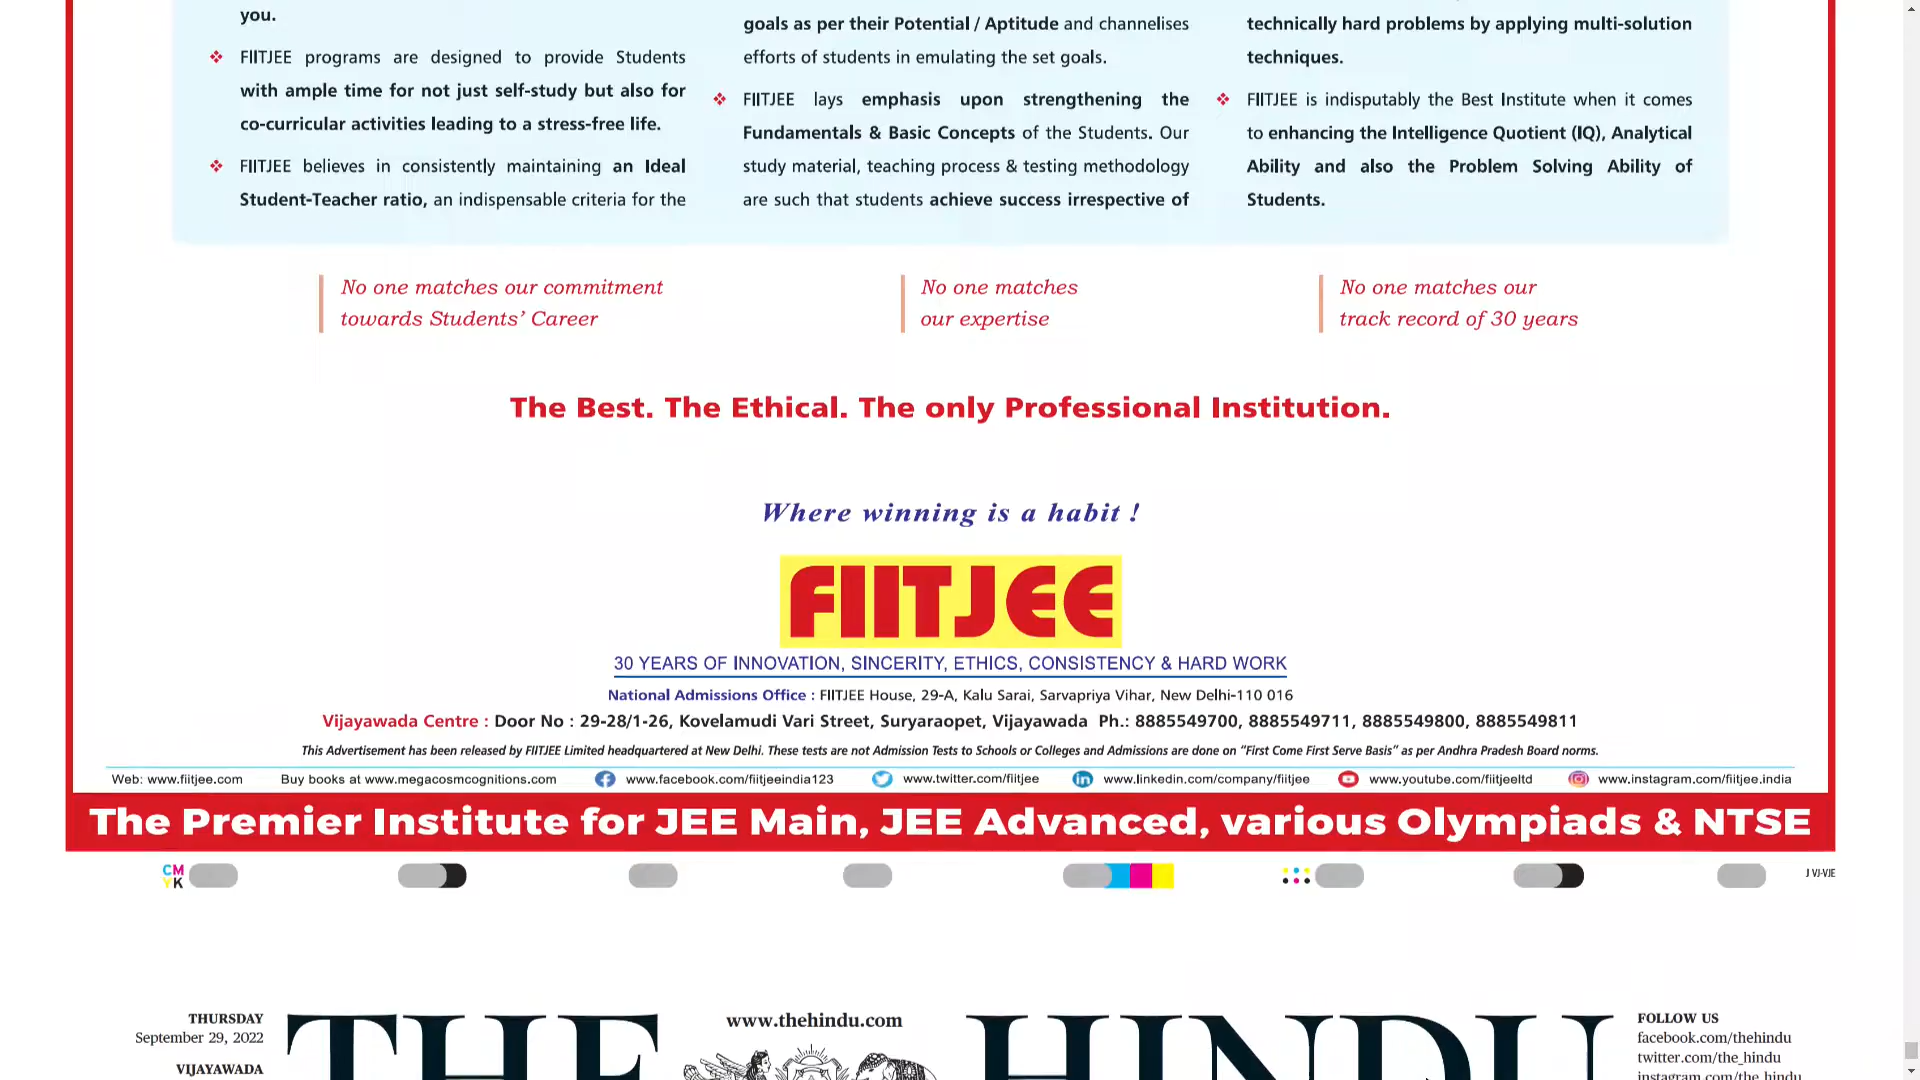 you.
❖ FIITJEE programs are designed to provide Students
with ample time for not just self-study but also for
co-curricular activities leading to a stress-free life.
❖ FIITJEE believes in consistently maintaining an Ideal
Student-Teacher ratio, an indispensable criteria for the
goals as per their Potential / Aptitude and channelises
efforts of students in emulating the set goals.
❖ FIITJEE lays emphasis upon strengthening the
Fundamentals & Basic Concepts of the Students. Our
study material, teaching process & testing methodology
are such that students achieve success irrespective of
technically hard problems by applying multi-solution
techniques.
❖ FIITJEE is indisputably the Best Institute when it comes
to enhancing the Intelligence Quotient (IQ), Analytical
Ability and also the Problem Solving Ability of
Students.
No one matches our commitment
towards Students’ Career
No one matches
our expertise
No one matches our
track record of 30 years
The Best. The Ethical. The only Professional Institution.
Where winning is a habit !
FIITJEE
30 YEARS OF INNOVATION, SINCERITY, ETHICS, CONSISTENCY & HARD WORK
National Admissions Office : FIITJEE House, 29-A, Kalu Sarai, Sarvapriya Vihar, New Delhi-110 016
Vijayawada Centre : Door No : 29-28/1-26, Kovelamudi Vari Street, Suryaraopet, Vijayawada Ph.: 8885549700, 8885549711, 8885549800, 8885549811
This Advertisement has been released by FIITJEE Limited headquartered at New Delhi. These tests are not Admission Tests to Schools or Colleges and Admissions are done on “First Come First Serve Basis” as per Andhra Pradesh Board norms.
Web: www.fiitjee.com Buy books at www.megacosmcognitions.com www.facebook.com/fiitjeeindia123 www.twitter.com/fiitjee www.linkedin.com/company/fiitjee www.youtube.com/fiitjeeltd www.instagram.com/fiitjee.india
The Premier Institute for JEE Main, JEE Advanced, various Olympiads & NTSE
CM
YK
J VJ-VJE
THURSDAY
September 29, 2022
VIJAYAWADA
THE HINDU
www.thehindu.com
FOLLOW US
facebook.com/thehindu
twitter.com/the_hindu
instagram.com/the_hindu